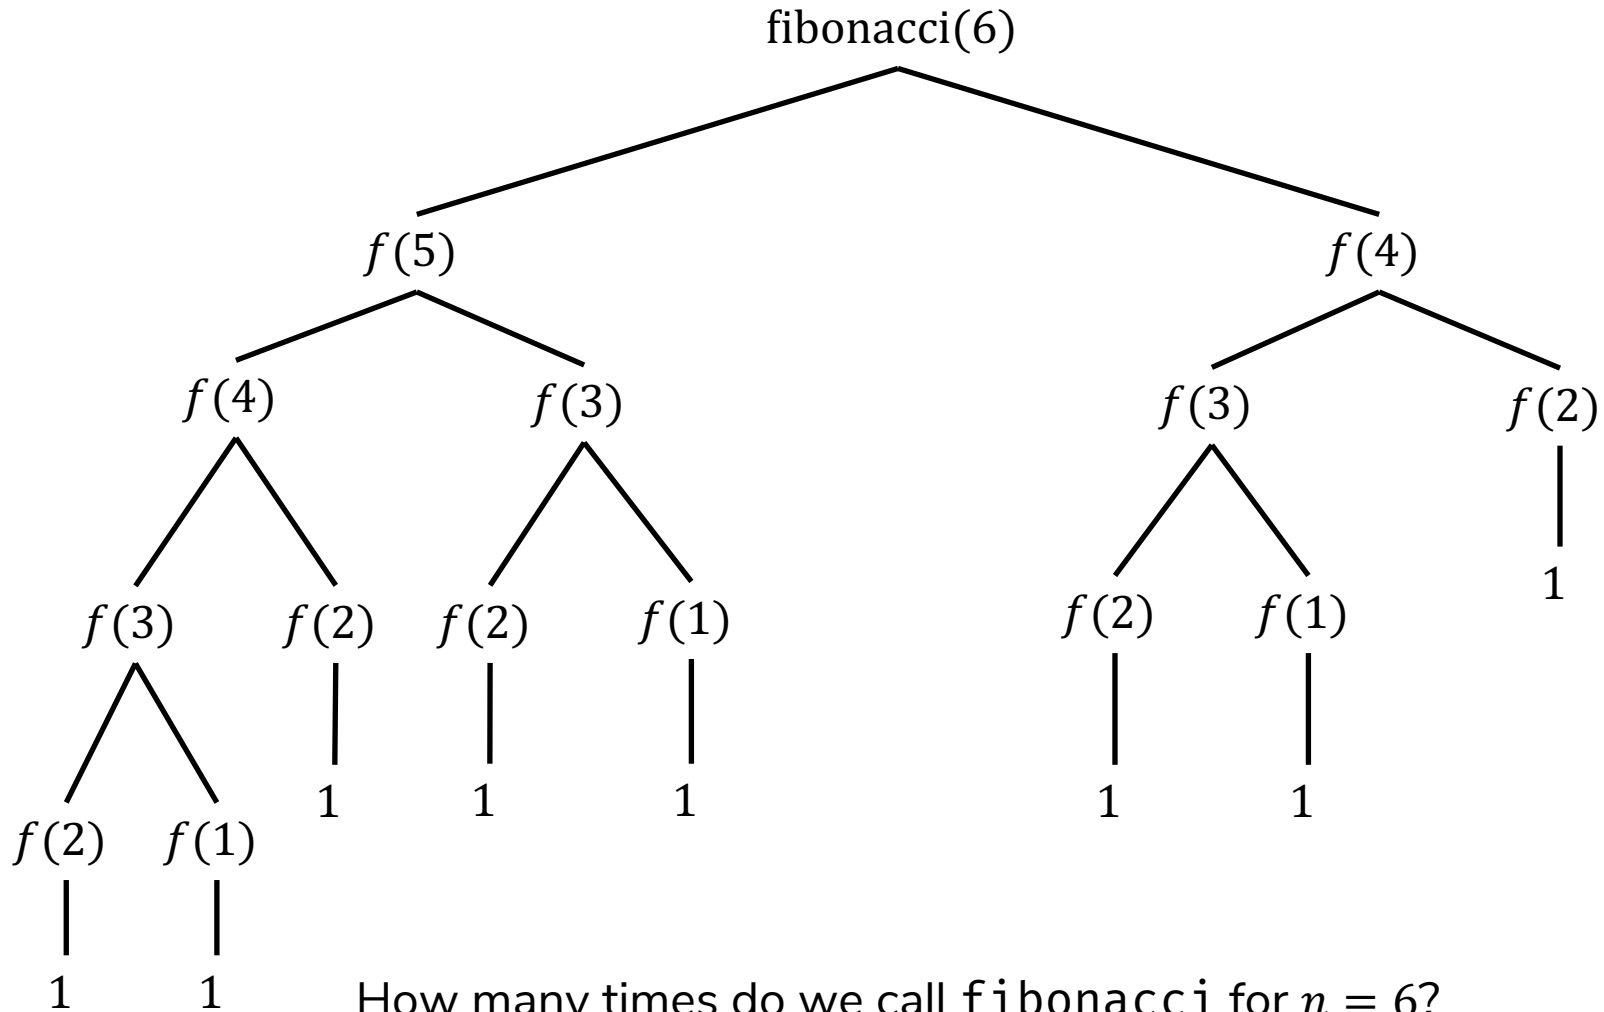 fibonacci(6)
f(5) f(4)
f(4) f(3) f(3) f(2)
1
f(3) f(2) f(2) f(1) f(2) f(1)
1 1 1 1 1
f(2) f(1)
1 1
How many times do we call fibonacci for n = 6?